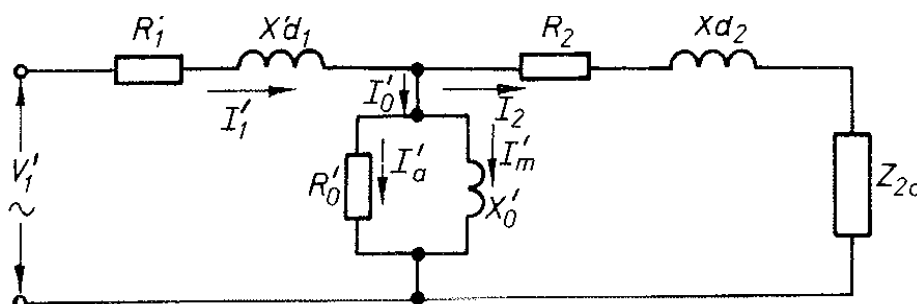 R₁' X'd₁ R₂ Xd₂
I₁' I₀' I₂
V₁' R₀' Iₐ' Iₘ' X₀' Z₂c
~